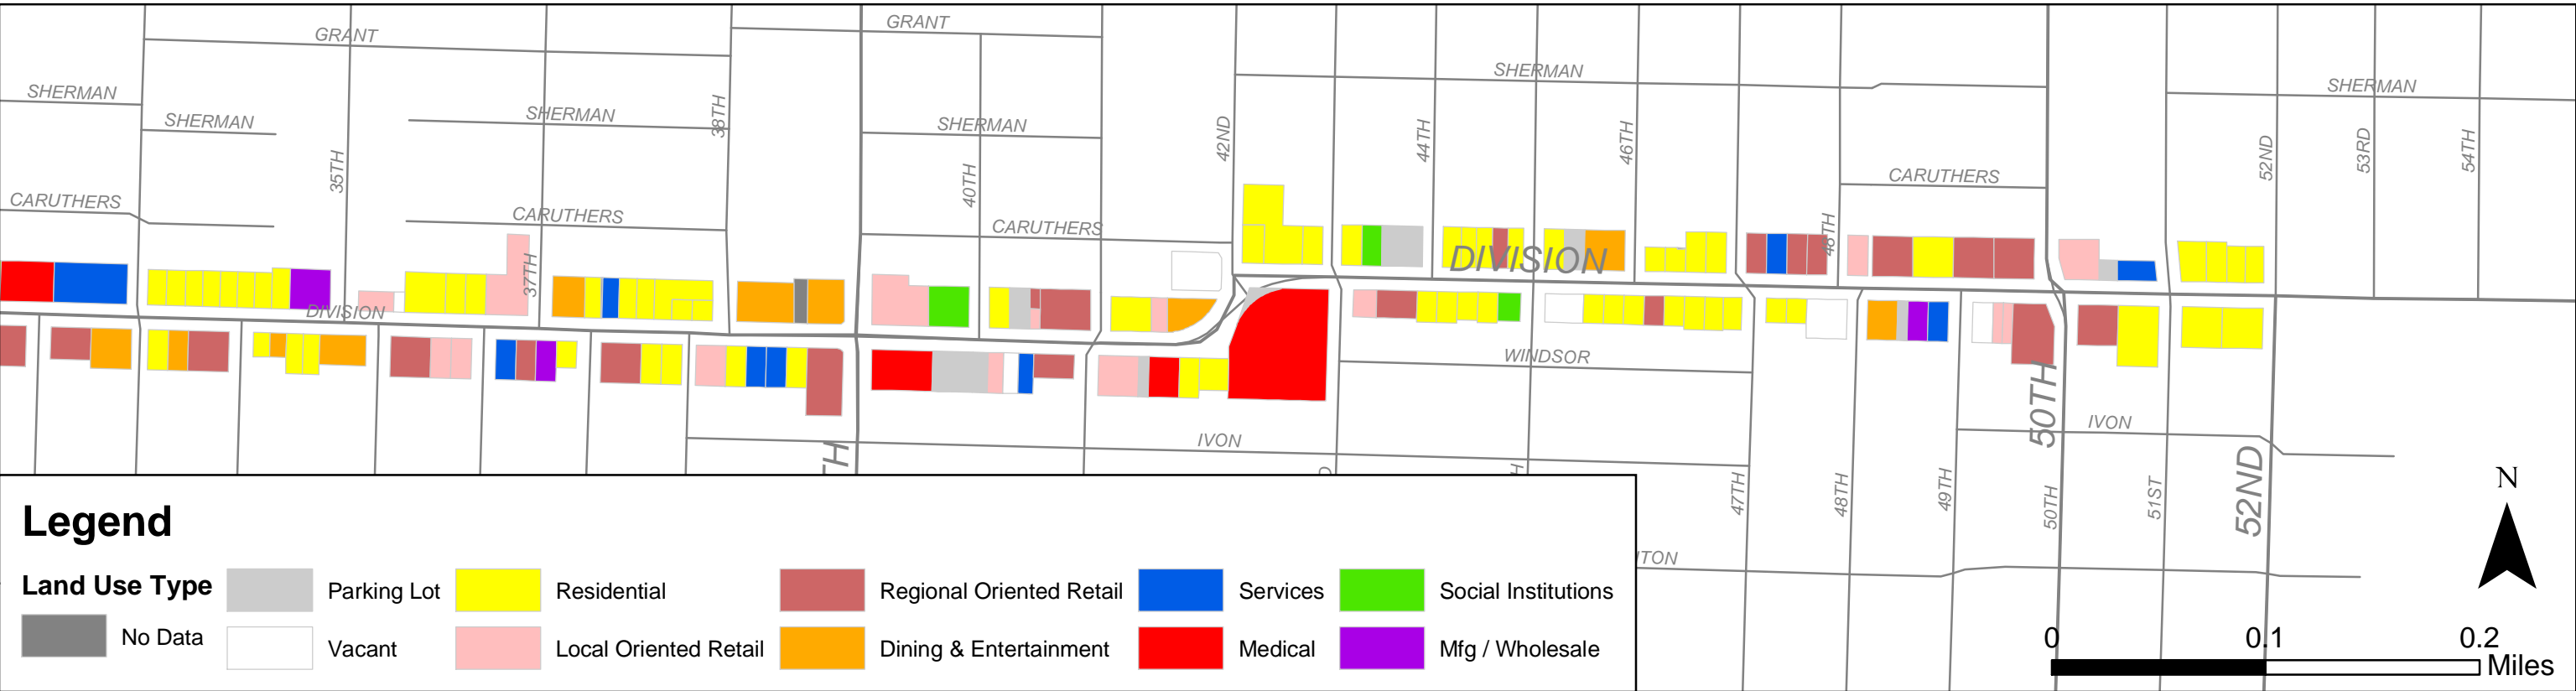 GRANT
GRANT
SHERMAN
SHERMAN
SHERMAN
SHERMAN
SHERMAN
SHERMAN
38TH
35TH
40TH
42ND
44TH
46TH
52ND
53RD
54TH
CARUTHERS
CARUTHERS
CARUTHERS
CARUTHERS
48TH
37TH
DIVISION
DIVISION
WINDSOR
50TH
IVON
IVON
TH
D
H
47TH
48TH
49TH
50TH
51ST
52ND
N
TON
Legend
Land Use Type
No Data
Parking Lot
Vacant
Residential
Local Oriented Retail
Regional Oriented Retail
Dining & Entertainment
Services
Medical
Social Institutions
Mfg / Wholesale
0 0.1 0.2
Miles